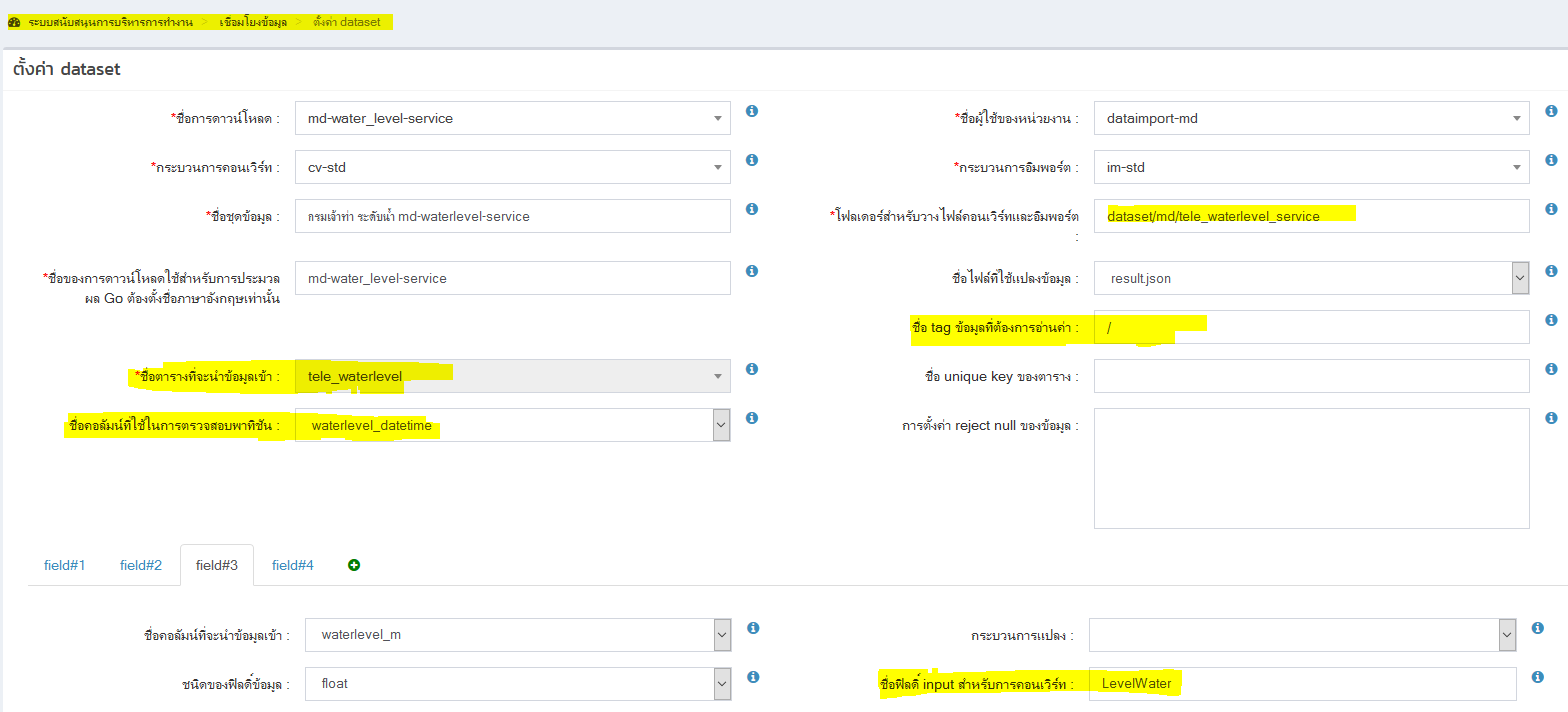 ระบบสนับสนุนการบริหารการทำงาน > เชื่อมโยงข้อมูล > ตั้งค่า dataset
ตั้งค่า dataset
*ชื่อการดาวน์โหลด : md-water_level-service
*ชื่อผู้ใช้ของหน่วยงาน : dataimport-md
*กระบวนการคอนเวิร์ท : cv-std
*กระบวนการอิมพอร์ต : im-std
*ชื่อชุดข้อมูล : กรมเจ้าท่า ระดับน้ำ md-waterlevel-service
*โฟลเดอร์สำหรับวางไฟล์คอนเวิร์ทและอิมพอร์ต
: dataset/md/tele_waterlevel_service
*ชื่อของการดาวน์โหลดใช้สำหรับการประมวล
ผล Go ต้องตั้งชื่อภาษาอังกฤษเท่านั้น md-water_level-service
ชื่อไฟล์ที่ใช้แปลงข้อมูล : result.json
ชื่อ tag ข้อมูลที่ต้องการอ่านค่า : /
*ชื่อตารางที่จะนำข้อมูลเข้า : tele_waterlevel
ชื่อ unique key ของตาราง :
ชื่อคอลัมน์ที่ใช้ในการตรวจสอบพาทิชัน : waterlevel_datetime
การตั้งค่า reject null ของข้อมูล :
field#1 field#2 field#3 field#4
ชื่อคอลัมน์ที่จะนำข้อมูลเข้า : waterlevel_m
กระบวนการแปลง :
ชนิดของฟิลดิ์ข้อมูล : float
ชื่อฟิลดิ์ input สำหรับการคอนเวิร์ท : LevelWater